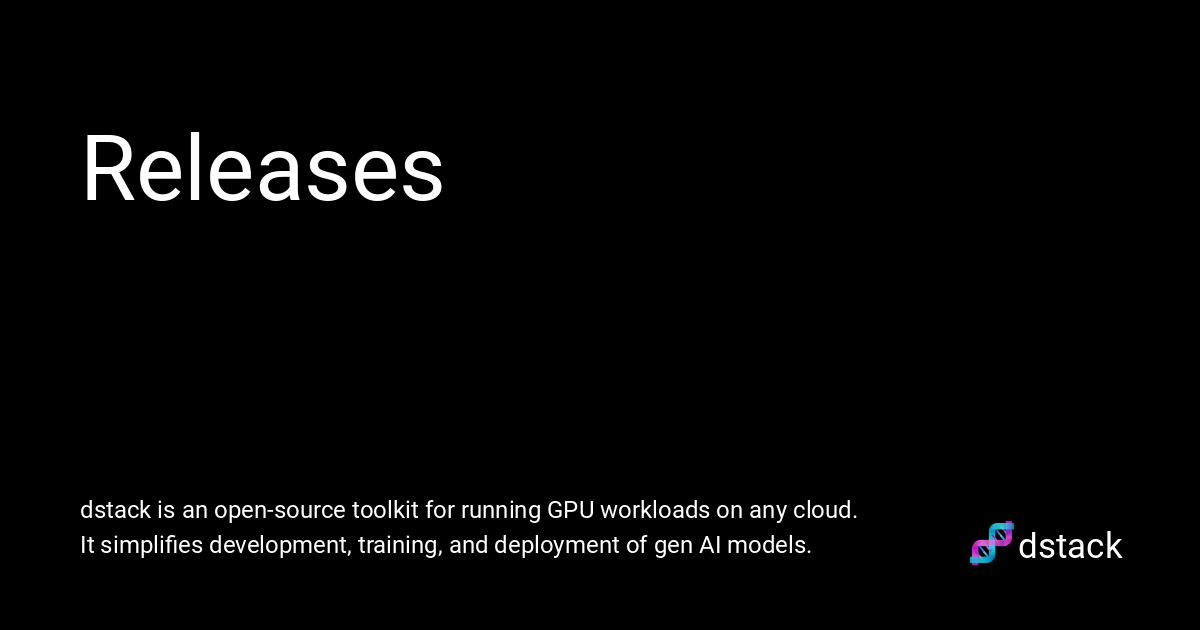 Releases
dstack is an open-source toolkit for running GPU workloads on any cloud.
It simplifies development, training, and deployment of gen AI models.
dstack